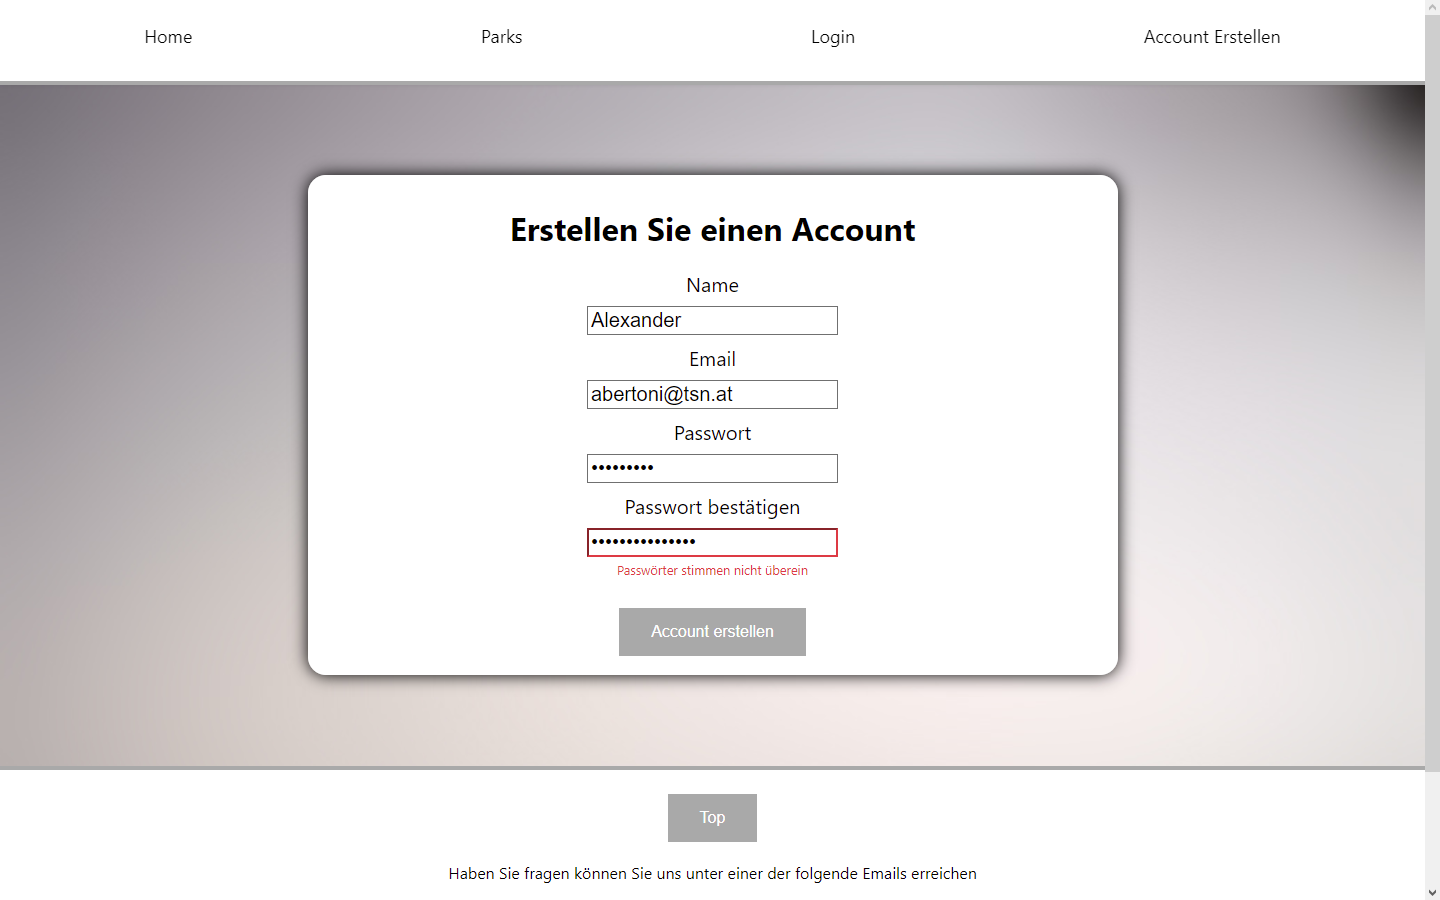 Home Parks Login Account Erstellen
Erstellen Sie einen Account
Name
Alexander
Email
abertoni@tsn.at
Passwort
•••••••••
Passwort bestätigen
•••••••••••••••
Passwörter stimmen nicht überein
Account erstellen
Top
Haben Sie fragen können Sie uns unter einer der folgende Emails erreichen